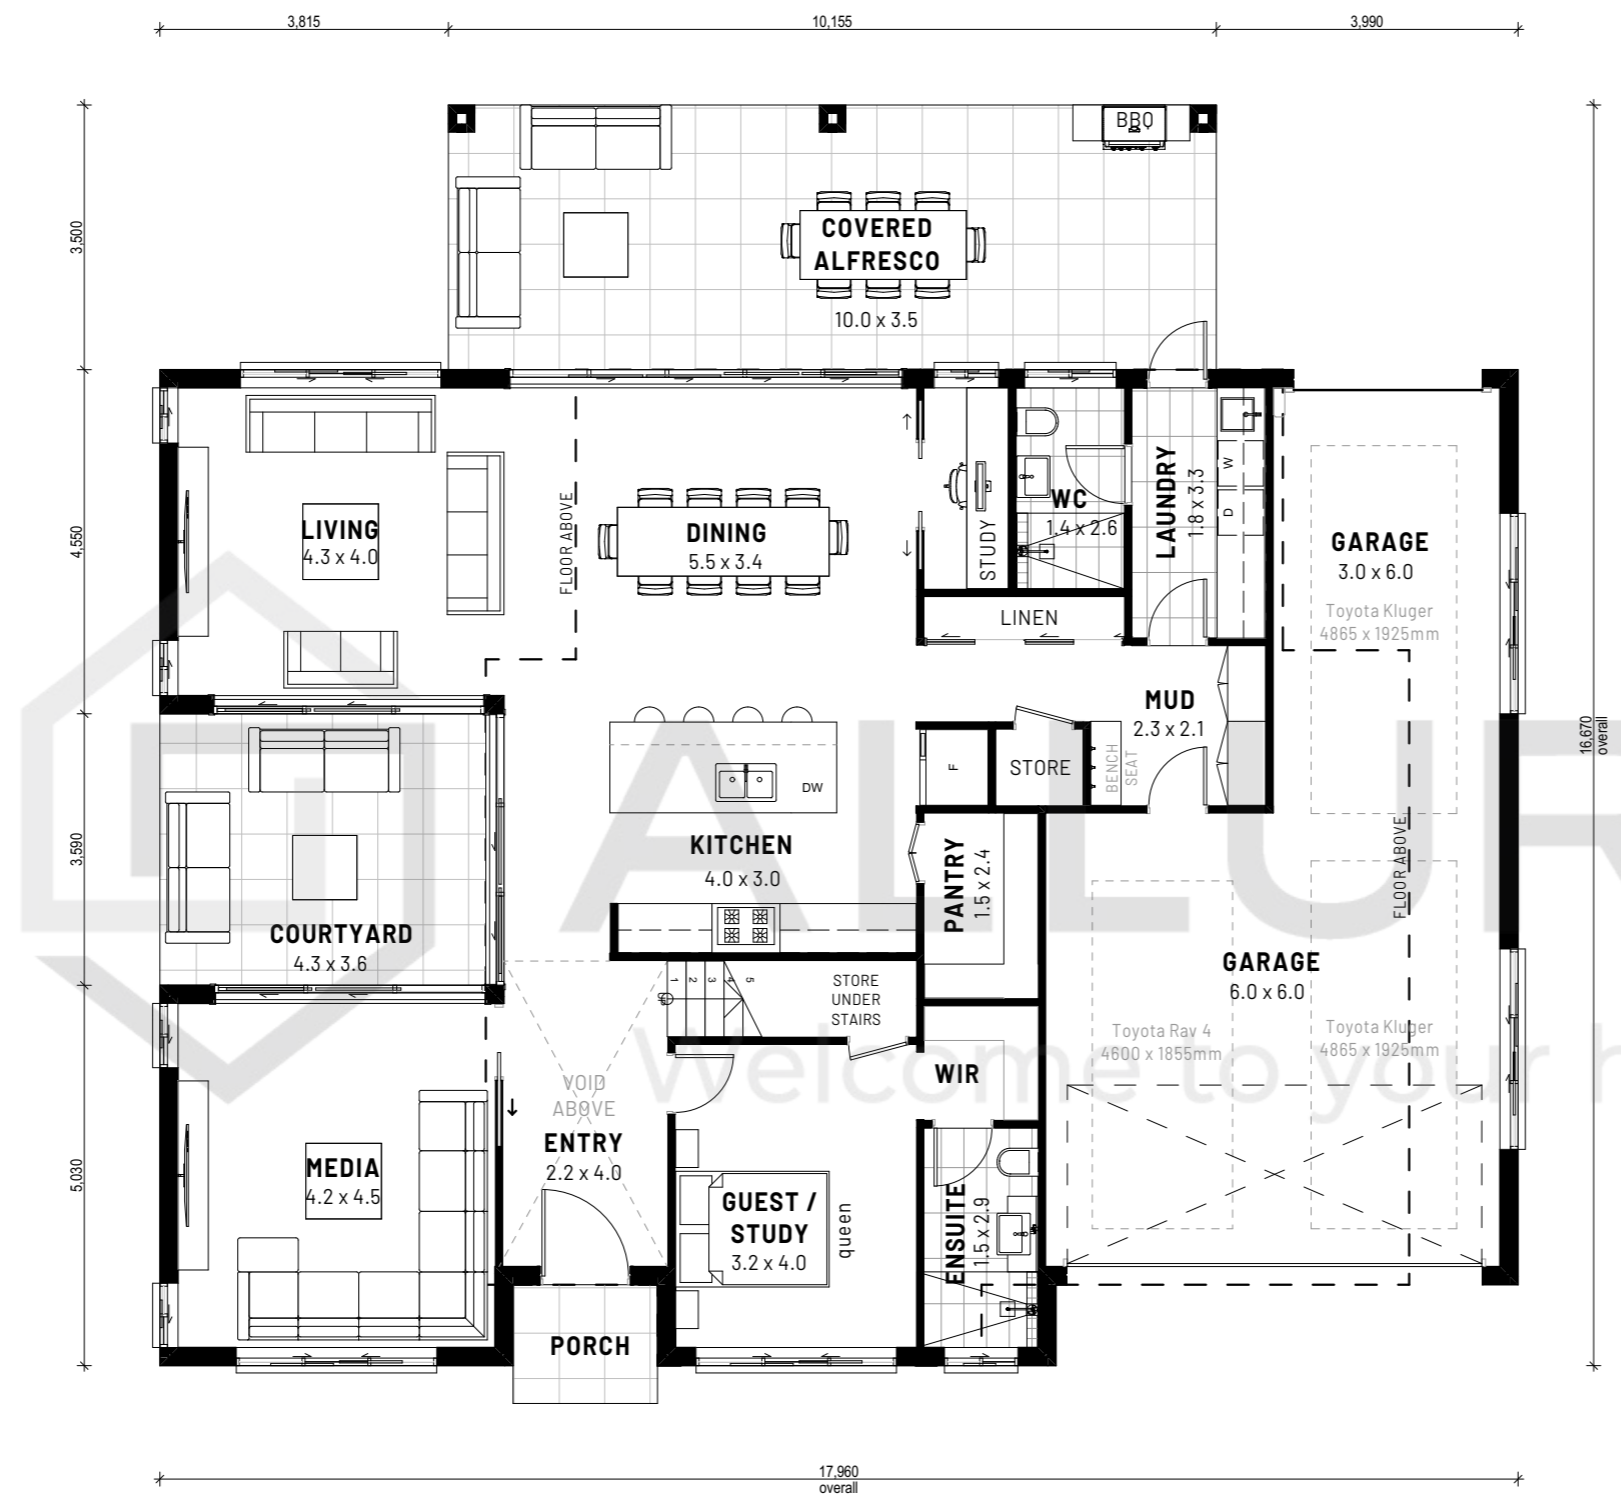 3,815
10,155
3,990
BBQ
COVERED
ALFRESCO
10.0 x 3.5
3,500
LIVING
4.3 x 4.0
4,550
FLOOR ABOVE
DINING
5.5 x 3.4
STUDY
WC
1.4 x 2.6
LAUNDRY
1.8 x 3.3
W
D
GARAGE
3.0 x 6.0
Toyota Kluger
4865 x 1925mm
LINEN
MUD
2.3 x 2.1
16,670
overall
F
STORE
BENCH
SEAT
DW
KITCHEN
4.0 x 3.0
PANTRY
1.5 x 2.4
3,590
COURTYARD
4.3 x 3.6
FLOOR ABOVE
GARAGE
6.0 x 6.0
Toyota Rav 4
4600 x 1855mm
Toyota Kluger
4865 x 1925mm
UP
1
2
3
4
5
STORE
UNDER
STAIRS
WIR
VOID
ABOVE
ENTRY
2.2 x 4.0
5,030
MEDIA
4.2 x 4.5
GUEST /
STUDY
3.2 x 4.0
queen
ENSUITE
1.5 x 2.9
PORCH
17,960
overall
ALLUR
Welcome to your h